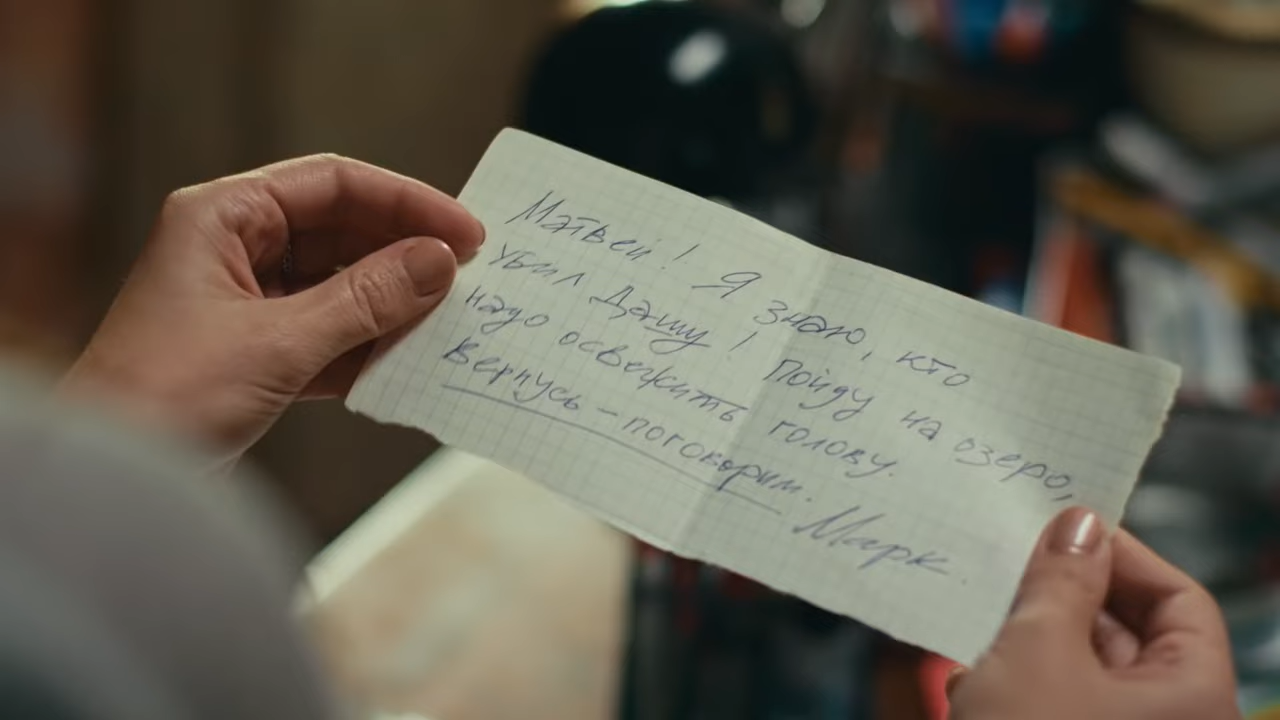 Матвей! Я знаю, кто
убил Дашу! Пойду на озеро,
надо освежить голову.
Вернусь – поговорим.
Марк.